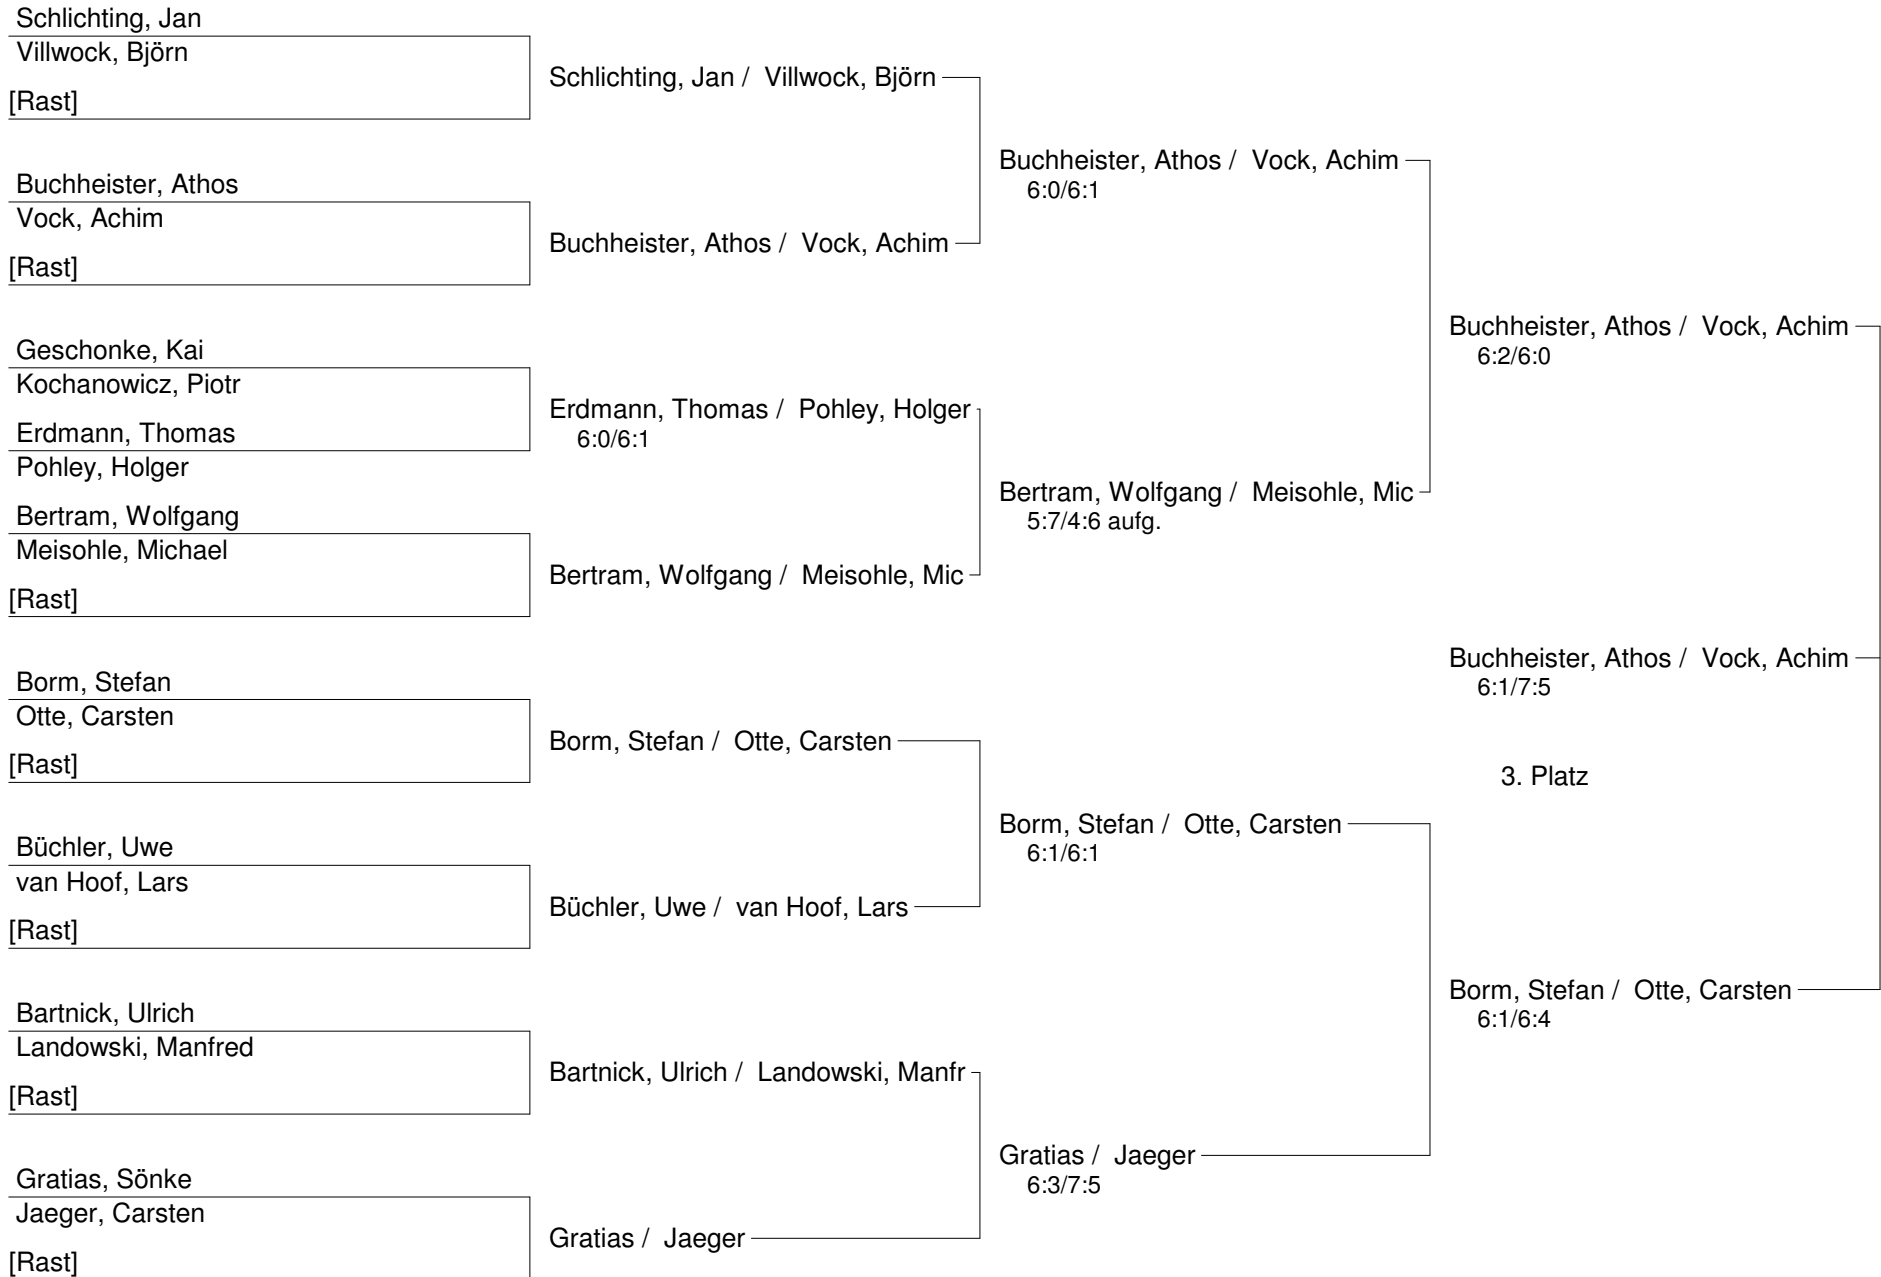 Schlichting, Jan
Villwock, Björn
[Rast]
Buchheister, Athos
Vock, Achim
[Rast]
Geschonke, Kai
Kochanowicz, Piotr
Erdmann, Thomas
Pohley, Holger
Bertram, Wolfgang
Meisohle, Michael
[Rast]
Borm, Stefan
Otte, Carsten
[Rast]
Büchler, Uwe
van Hoof, Lars
[Rast]
Bartnick, Ulrich
Landowski, Manfred
[Rast]
Gratias, Sönke
Jaeger, Carsten
[Rast]
Schlichting, Jan / Villwock, Björn
Buchheister, Athos / Vock, Achim
Erdmann, Thomas / Pohley, Holger
6:0/6:1
Bertram, Wolfgang / Meisohle, Mic
Borm, Stefan / Otte, Carsten
Büchler, Uwe / van Hoof, Lars
Bartnick, Ulrich / Landowski, Manfr
Gratias / Jaeger
Buchheister, Athos / Vock, Achim
6:0/6:1
Bertram, Wolfgang / Meisohle, Mic
5:7/4:6 aufg.
Borm, Stefan / Otte, Carsten
6:1/6:1
Gratias / Jaeger
6:3/7:5
Buchheister, Athos / Vock, Achim
6:2/6:0
Buchheister, Athos / Vock, Achim
6:1/7:5
3. Platz
Borm, Stefan / Otte, Carsten
6:1/6:4